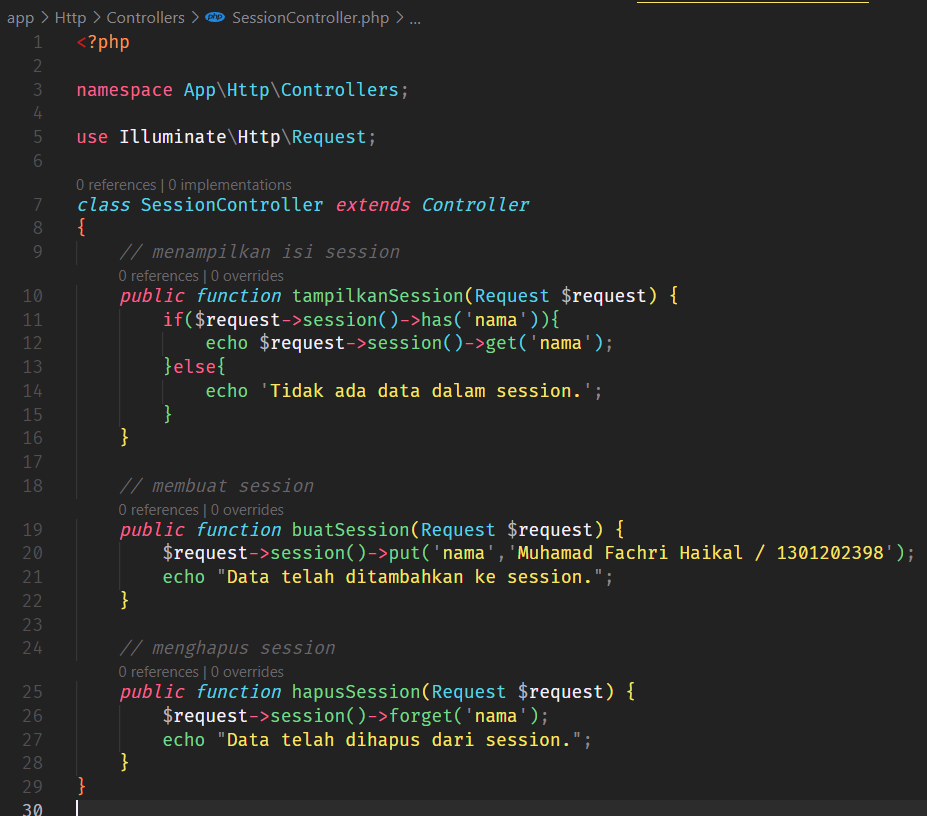 app > Http > Controllers > php SessionController.php > ...
1 <?php
2
3 namespace App\Http\Controllers;
4
5 use Illuminate\Http\Request;
6
0 references | 0 implementations
7 class SessionController extends Controller
8 {
9 // menampilkan isi session
0 references | 0 overrides
10 public function tampilkanSession(Request $request) {
11 if($request->session()->has('nama')){
12 echo $request->session()->get('nama');
13 }else{
14 echo 'Tidak ada data dalam session.';
15 }
16 }
17
18 // membuat session
0 references | 0 overrides
19 public function buatSession(Request $request) {
20 $request->session()->put('nama','Muhamad Fachri Haikal / 1301202398');
21 echo "Data telah ditambahkan ke session.";
22 }
23
24 // menghapus session
0 references | 0 overrides
25 public function hapusSession(Request $request) {
26 $request->session()->forget('nama');
27 echo "Data telah dihapus dari session.";
28 }
29 }
30